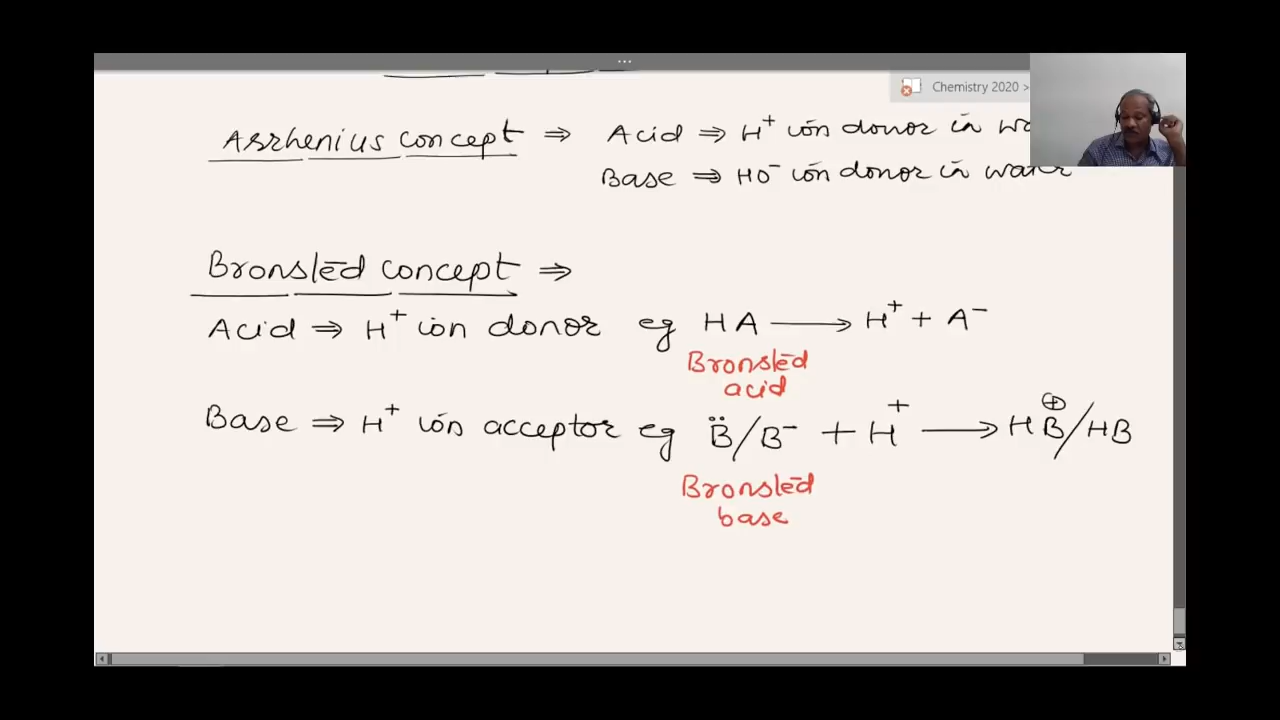 ...
Chemistry 2020 >
Arrhenius concept ⇒ Acid ⇒ H⁺ ion donor in
Base ⇒ HO⁻ ion donor in water
Bronsted concept ⇒
Acid ⇒ H⁺ ion donor eg HA ⟶ H⁺ + A⁻
Bronsted
acid
Base ⇒ H⁺ ion acceptor eg B̈/B⁻ + H⁺ ⟶ HB⊕/HB
Bronsted
base